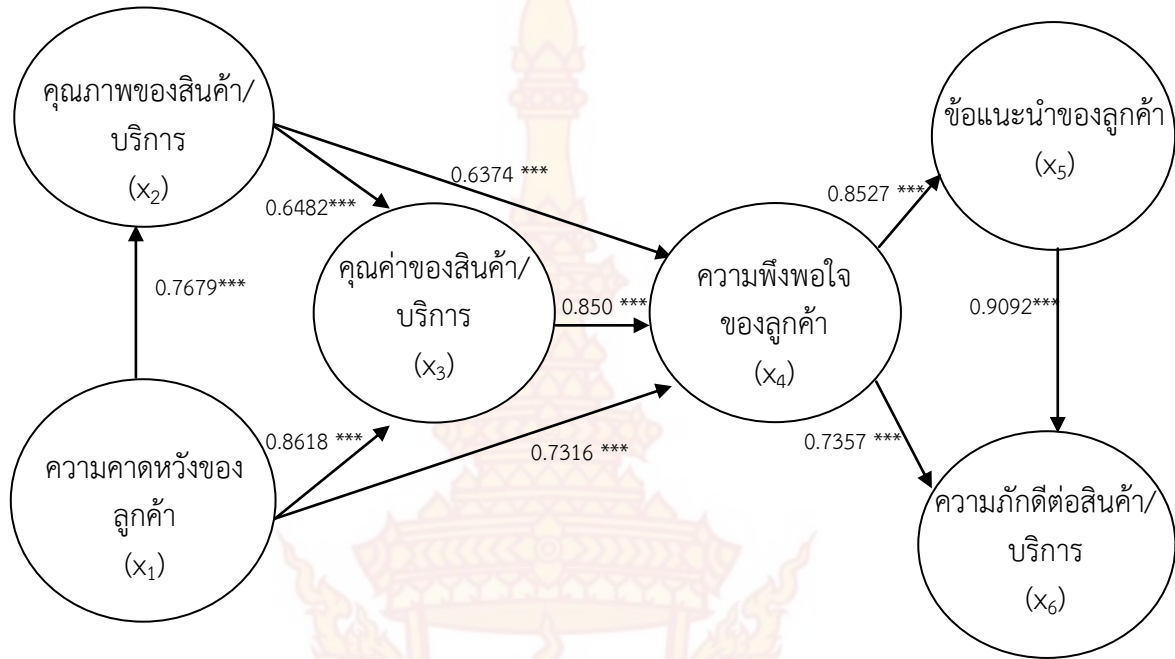 คุณภาพของสินค้า/
บริการ
(x₂)
ข้อแนะนำของลูกค้า
(x₅)
0.6374 ***
0.8527 ***
0.6482***
คุณค่าของสินค้า/
บริการ
(x₃)
ความพึงพอใจ
ของลูกค้า
(x₄)
0.7679***
0.850 ***
0.9092***
0.8618 ***
0.7316 ***
0.7357 ***
ความคาดหวังของ
ลูกค้า
(x₁)
ความภักดีต่อสินค้า/
บริการ
(x₆)